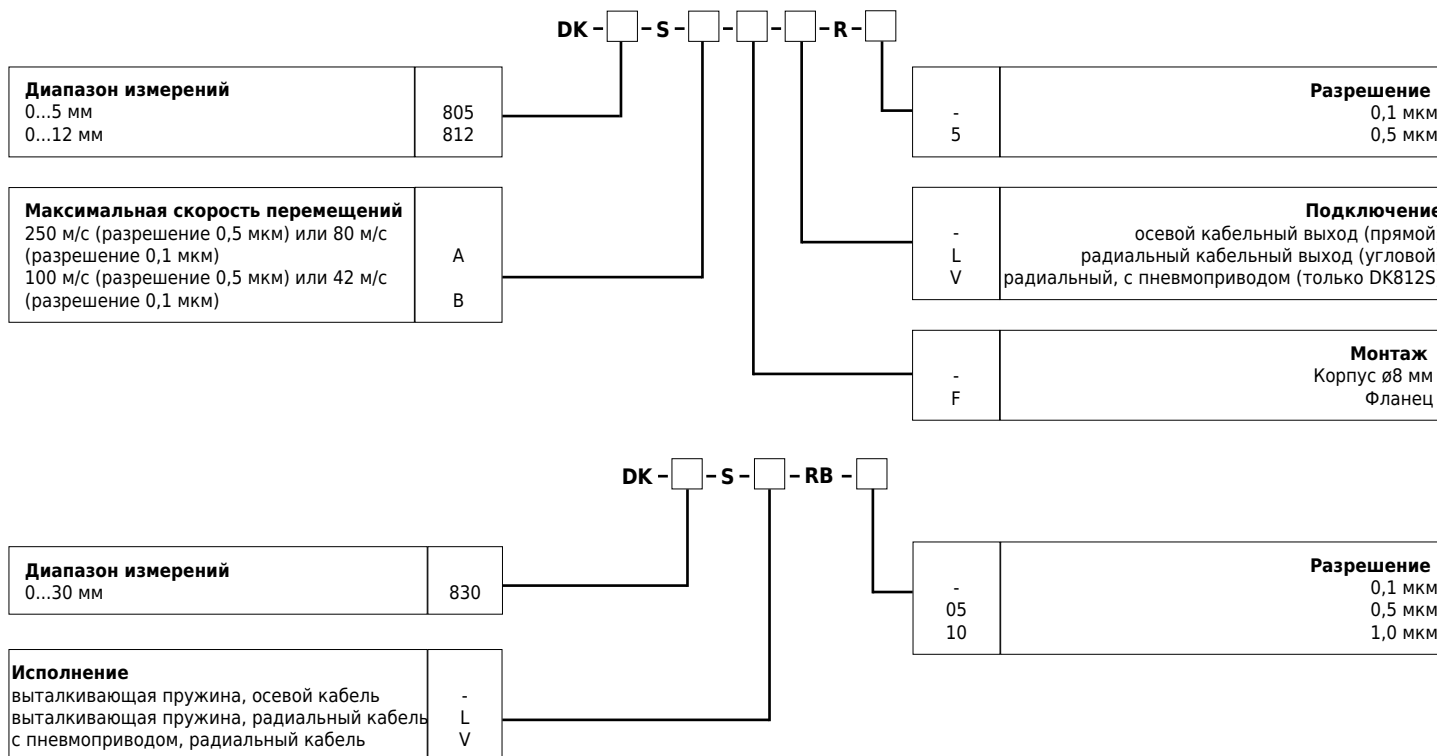 DK – - S - - - R -
Диапазон измерений
0...5 мм 805
0...12 мм 812
Максимальная скорость перемещений
250 м/с (разрешение 0,5 мкм) или 80 м/с
(разрешение 0,1 мкм) A
100 м/с (разрешение 0,5 мкм) или 42 м/с
(разрешение 0,1 мкм) B
Разрешение
- 0,1 мкм
5 0,5 мкм
Подключение
- осевой кабельный выход (прямой
L радиальный кабельный выход (угловой
V радиальный, с пневмоприводом (только DK812S
Монтаж
- Корпус ø8 мм
F Фланец
DK – - S - - RB -
Диапазон измерений
0...30 мм 830
Исполнение
выталкивающая пружина, осевой кабель -
выталкивающая пружина, радиальный кабель L
с пневмоприводом, радиальный кабель V
Разрешение
- 0,1 мкм
05 0,5 мкм
10 1,0 мкм